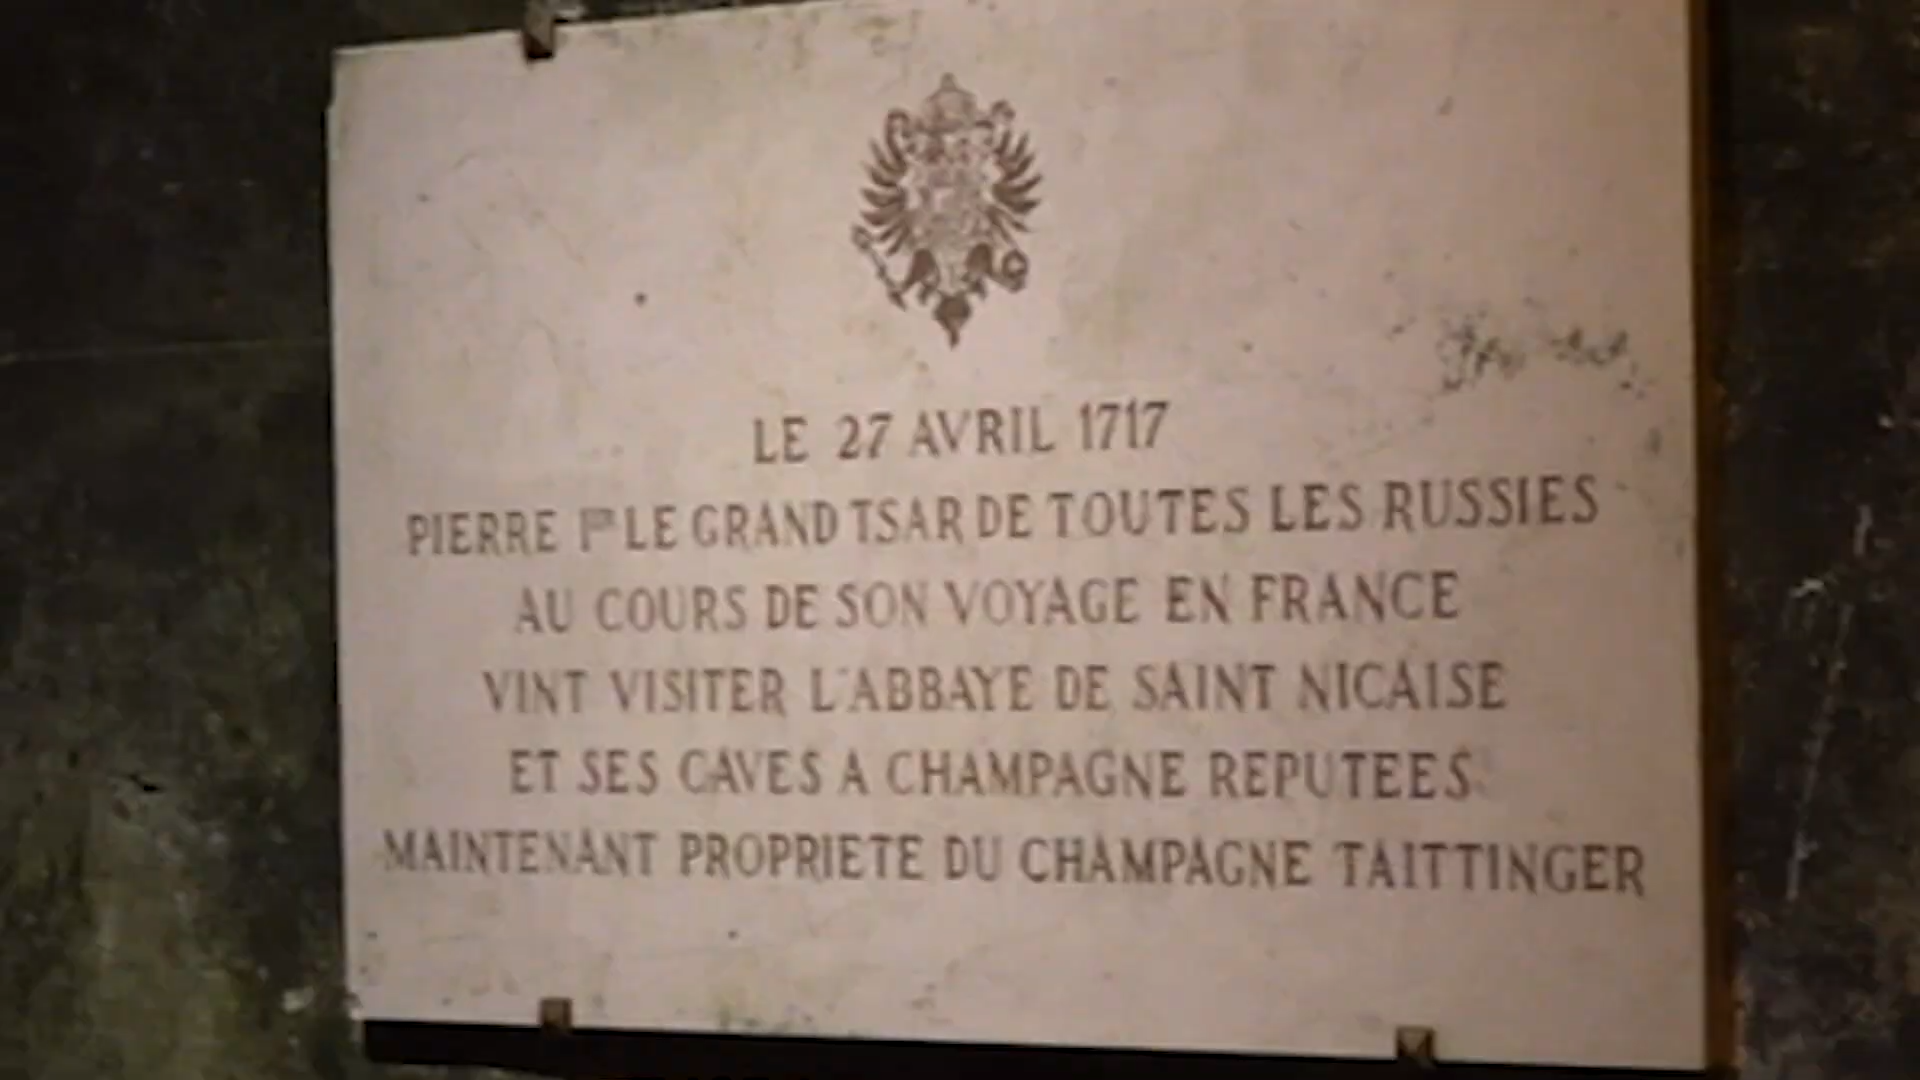 LE 27 AVRIL 1717
PIERRE Ier LE GRAND TSAR DE TOUTES LES RUSSIES
AU COURS DE SON VOYAGE EN FRANCE
VINT VISITER L'ABBAYE DE SAINT NICAISE
ET SES CAVES A CHAMPAGNE REPUTEES
MAINTENANT PROPRIETE DU CHAMPAGNE TAITTINGER